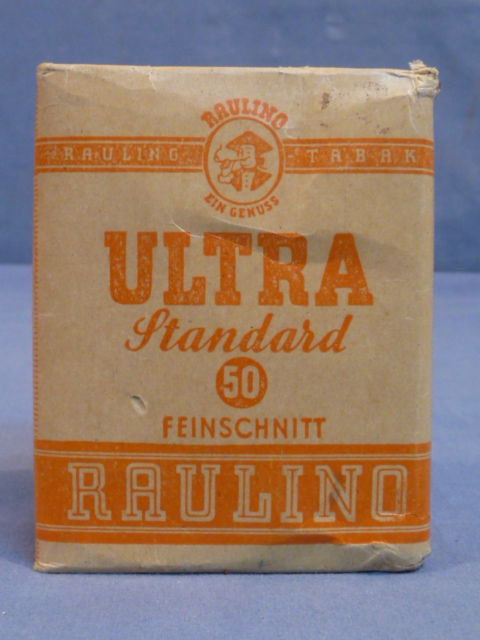 RAULINO
RAULINO TABAK
EIN GENUSS
ULTRA
Standard
50
FEINSCHNITT
RAULINO